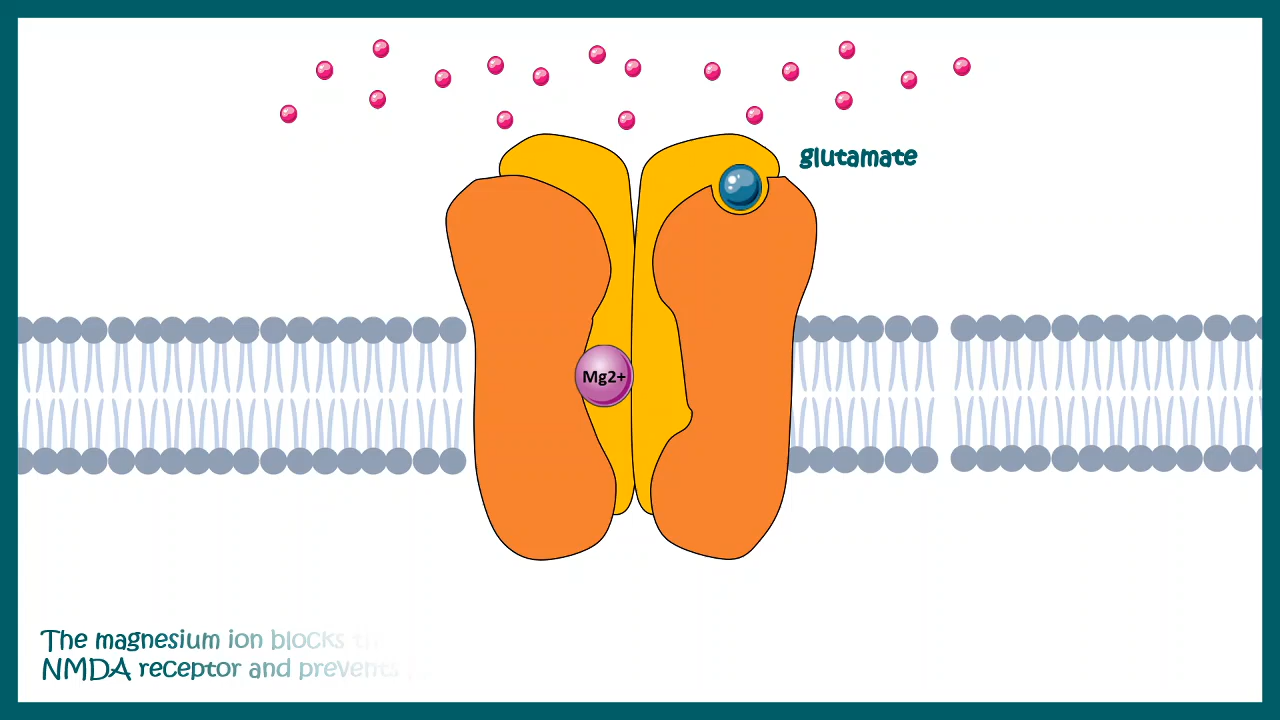 glutamate
Mg2+
The magnesium ion blocks
NMDA receptor and prevents